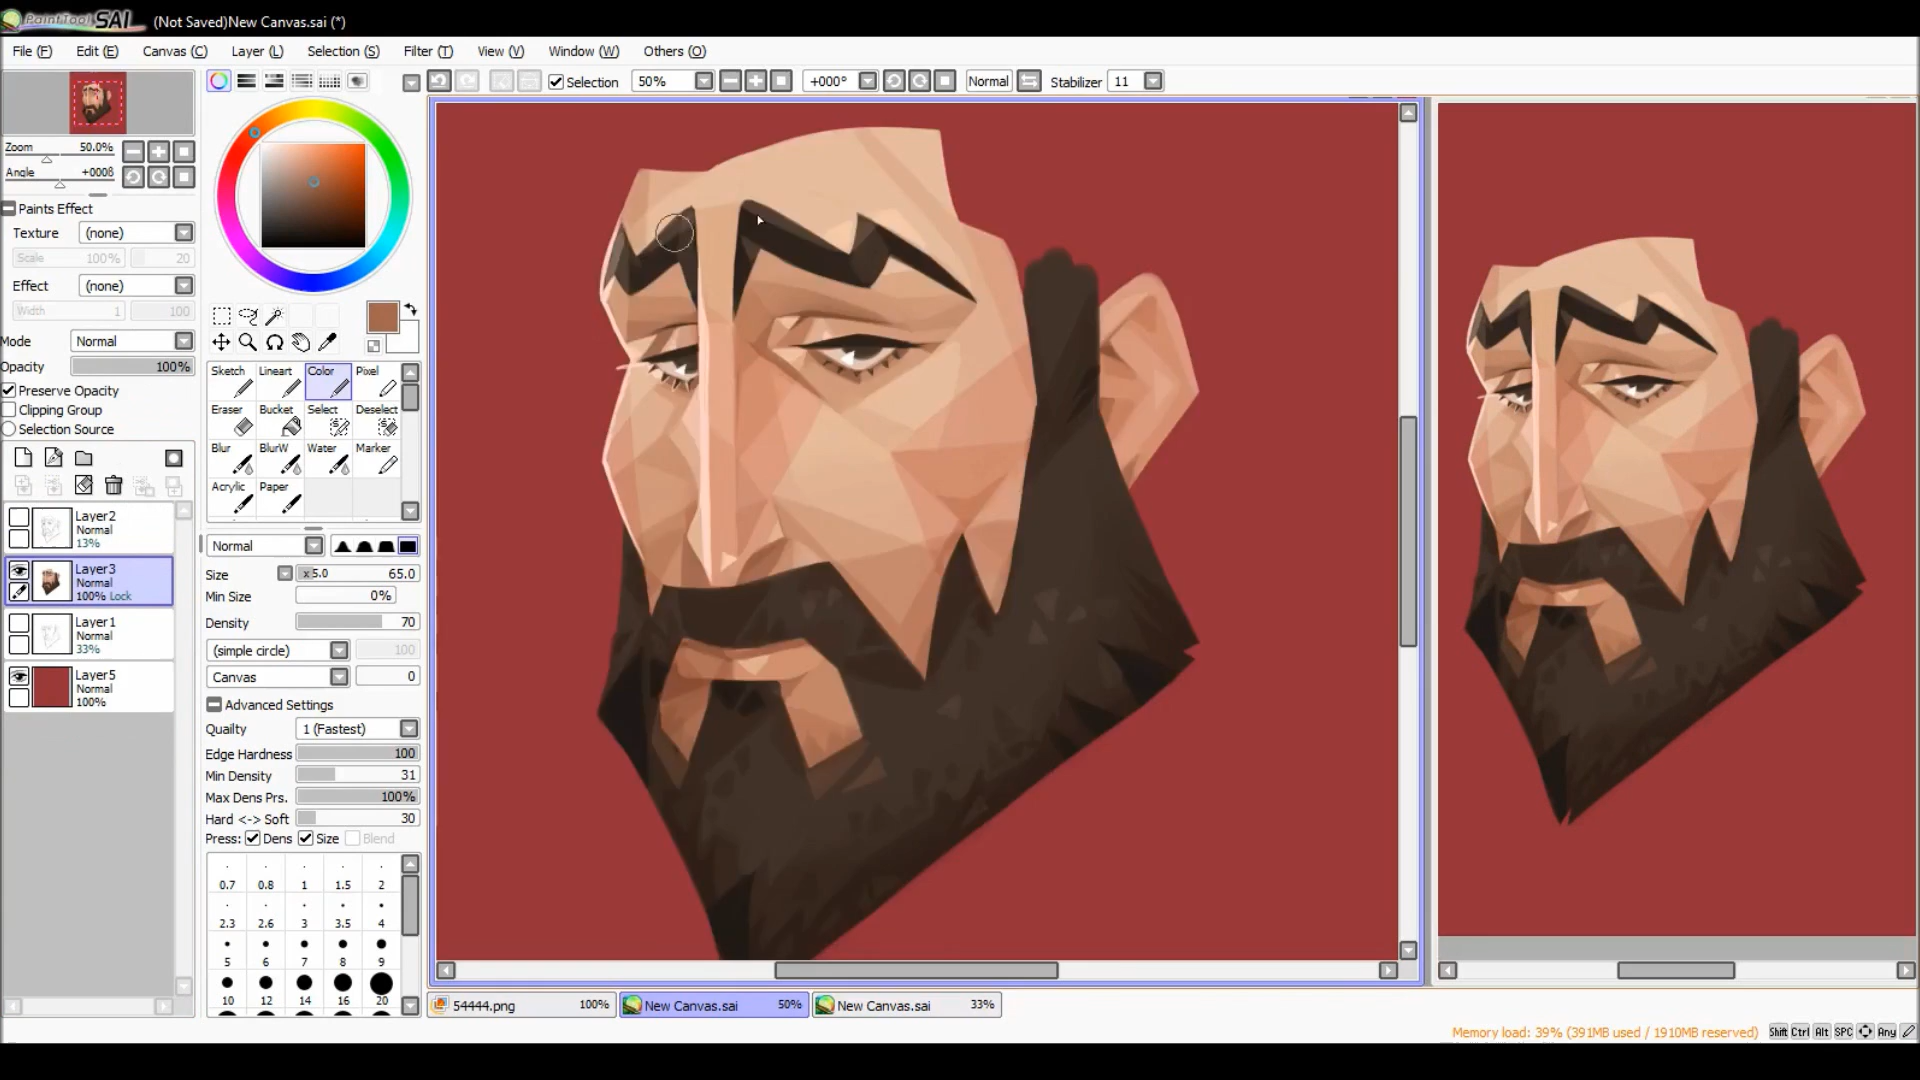 PaintTool SAI (Not Saved)New Canvas.sai (*)
File (F) Edit (E) Canvas (C) Layer (L) Selection (S) Filter (T) View (V) Window (W) Others (O)
Selection 50% +000° Normal Stabilizer 11
Zoom 50.0%
Angle +000ß
Paints Effect
Texture (none)
Scale 100% 20
Effect (none)
Width 1 100
Mode Normal
Opacity 100%
Preserve Opacity
Clipping Group
Selection Source
Layer2
Normal
13%
Layer3
Normal
100% Lock
Layer1
Normal
33%
Layer5
Normal
100%
Sketch Lineart Color Pixel
Eraser Bucket Select Deselect
Blur BlurW Water Marker
Acrylic Paper
Normal
Size x5.0 65.0
Min Size 0%
Density 70
(simple circle) 100
Canvas 0
Advanced Settings
Quailty 1 (Fastest)
Edge Hardness 100
Min Density 31
Max Dens Prs. 100%
Hard <-> Soft 30
Press: Dens Size Blend
0.7 0.8 1 1.5 2
2.3 2.6 3 3.5 4
5 6 7 8 9
10 12 14 16 20
54444.png 100% New Canvas.sai 50% New Canvas.sai 33%
Memory load: 39% (391MB used / 1910MB reserved) Shift Ctrl Alt SPC Any